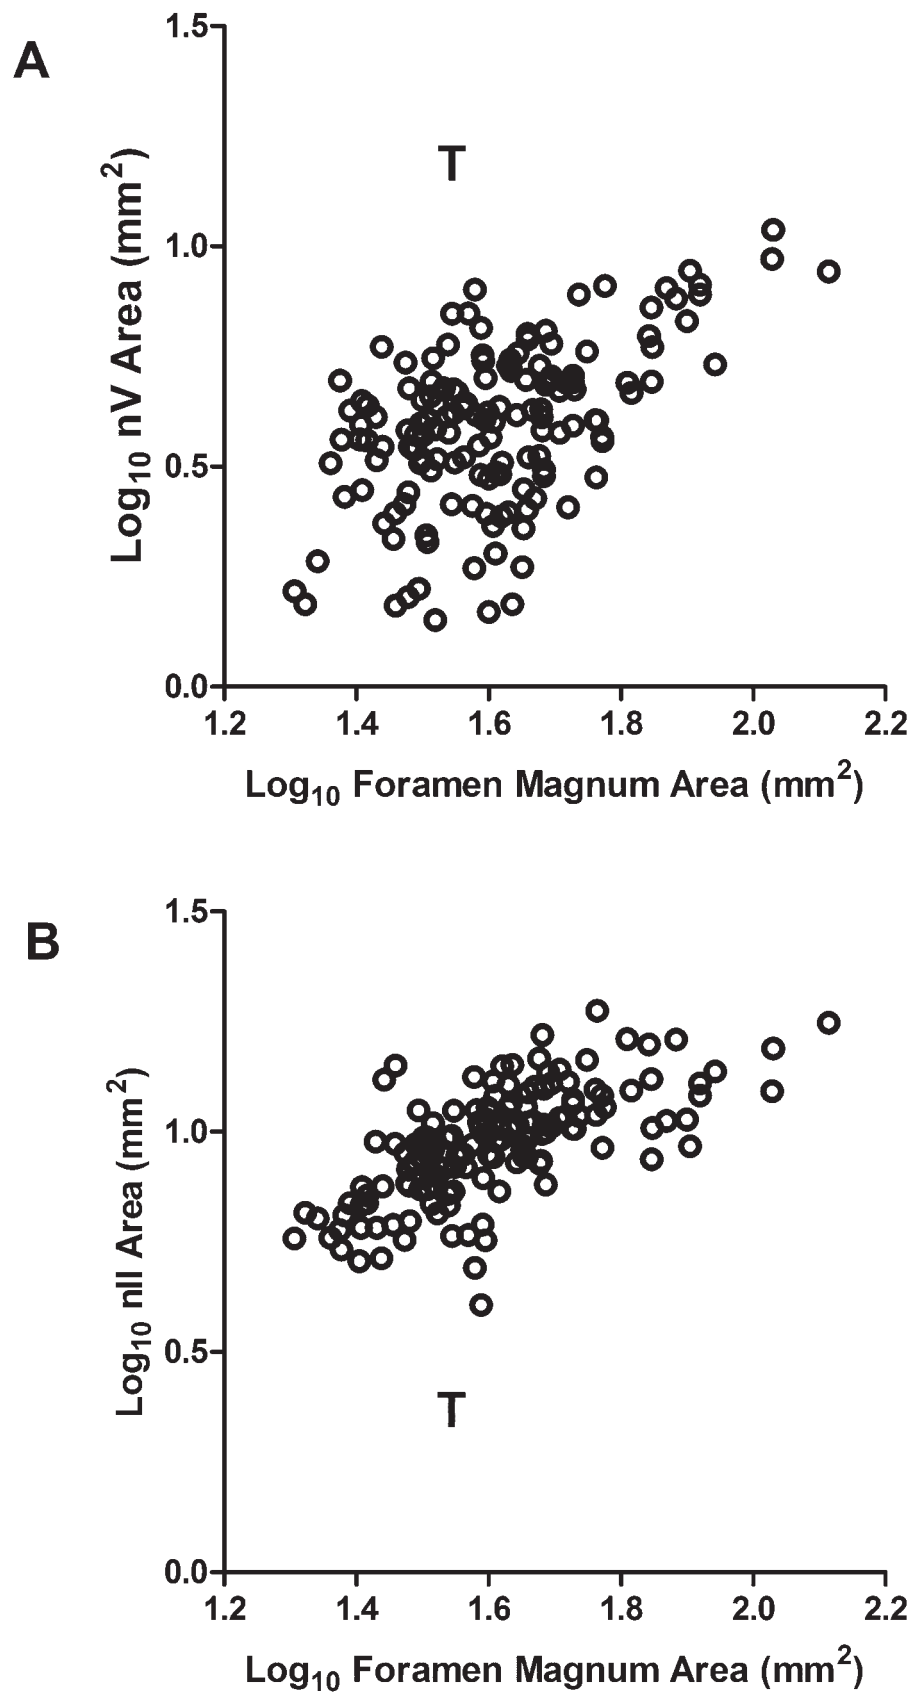 A
1.5
1.0
0.5
0.0
Log10 nV Area (mm2)
T
1.2 1.4 1.6 1.8 2.0 2.2
Log10 Foramen Magnum Area (mm2)
B
1.5
1.0
0.5
0.0
Log10 nII Area (mm2)
T
1.2 1.4 1.6 1.8 2.0 2.2
Log10 Foramen Magnum Area (mm2)